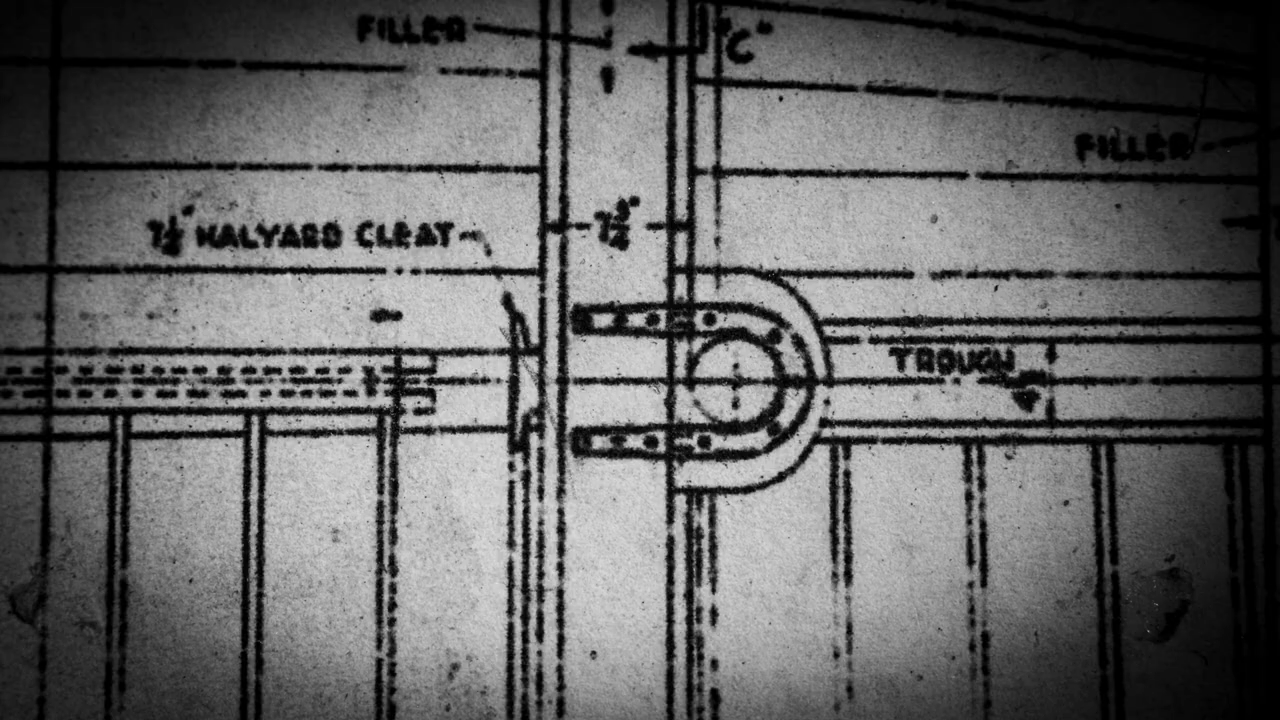 FILLER
"C"
FILLER
7½" HALYARD CLEAT
7¾"
TROUGH